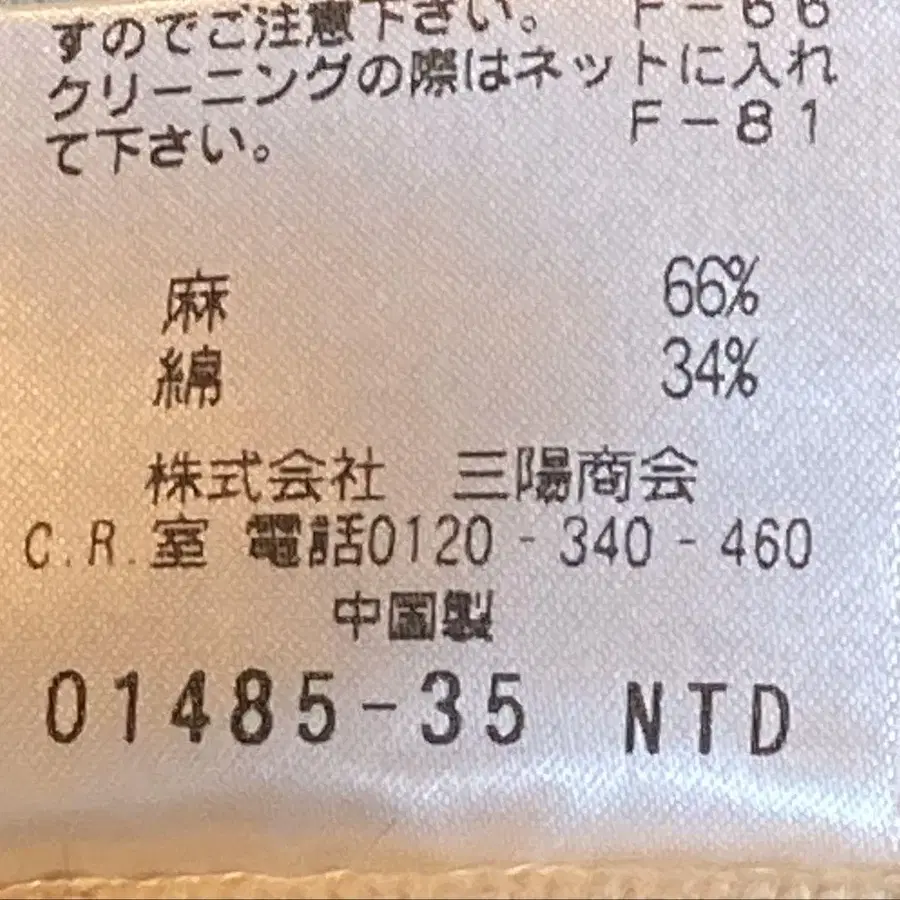 すのでご注意下さい。 F-66
クリーニングの際はネットに入れ
て下さい。 F-81
麻 66%
綿 34%
株式会社 三陽商会
C.R.室 電話0120-340-460
中国製
01485-35 NTD